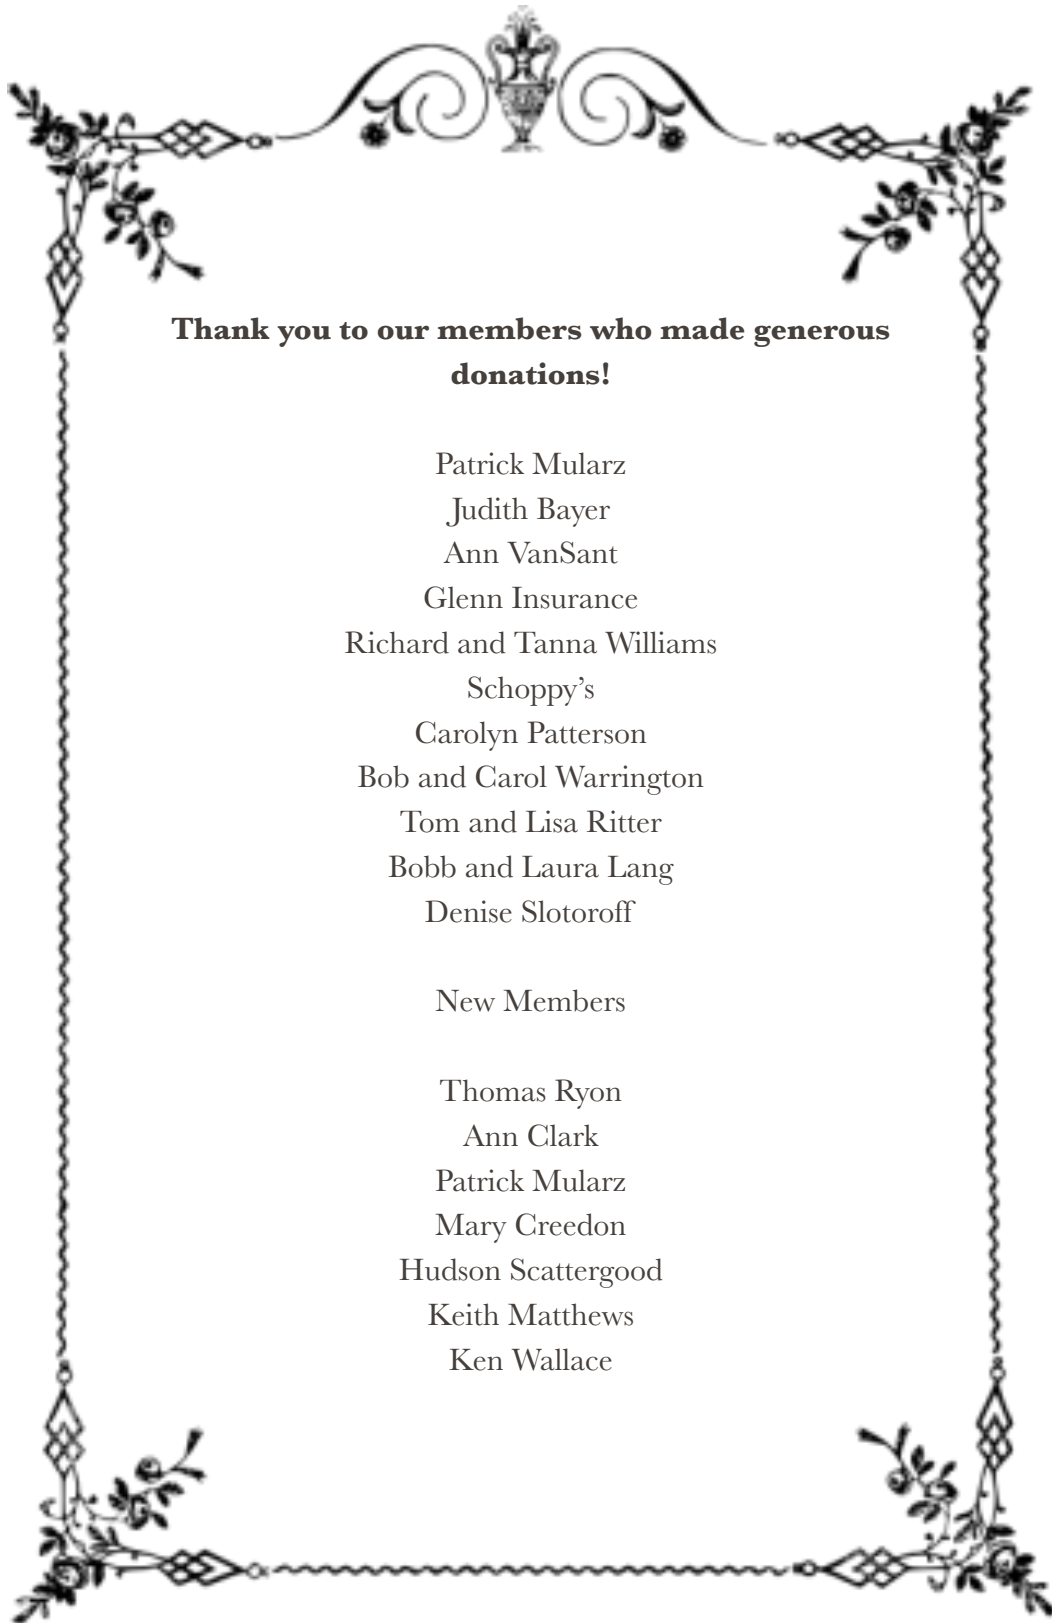 Thank you to our members who made generous
donations!
Patrick Mularz
Judith Bayer
Ann VanSant
Glenn Insurance
Richard and Tanna Williams
Schoppy’s
Carolyn Patterson
Bob and Carol Warrington
Tom and Lisa Ritter
Bobb and Laura Lang
Denise Slotoroff
New Members
Thomas Ryon
Ann Clark
Patrick Mularz
Mary Creedon
Hudson Scattergood
Keith Matthews
Ken Wallace